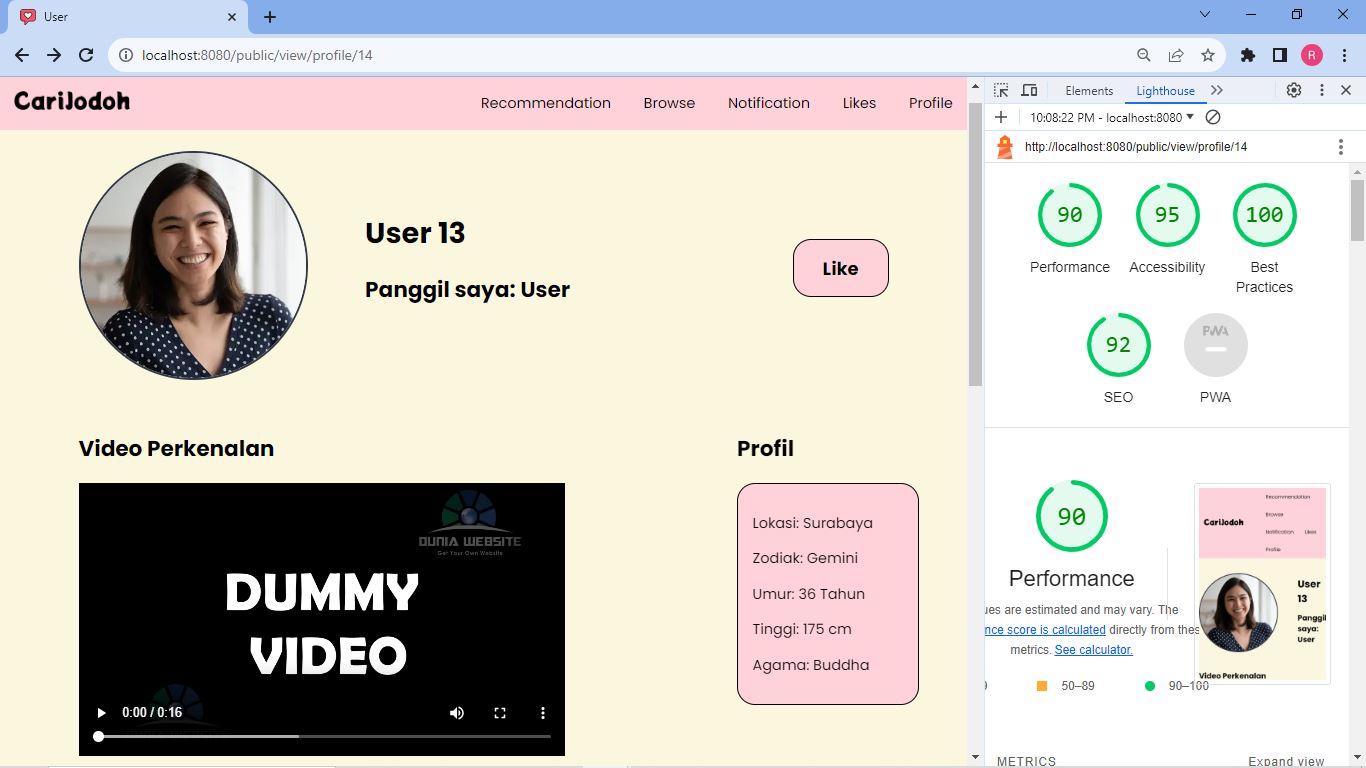 User
localhost:8080/public/view/profile/14
R
CariJodoh
Recommendation
Browse
Notification
Likes
Profile
User 13
Panggil saya: User
Like
Video Perkenalan
DUNIA WEBSITE
Get Your Own Website
DUMMY
VIDEO
0:00 / 0:16
Profil
Lokasi: Surabaya
Zodiak: Gemini
Umur: 36 Tahun
Tinggi: 175 cm
Agama: Buddha
Elements
Lighthouse
10:08:22 PM - localhost:8080
http://localhost:8080/public/view/profile/14
90
95
100
Performance
Accessibility
Best
Practices
92
PWA
SEO
PWA
90
Performance
ues are estimated and may vary. The
nce score is calculated directly from thes
metrics. See calculator.
9
50–89
90–100
Recommendation
Browse
CariJodoh
Notification
Likes
Profile
User
13
Panggil
saya:
User
Video Perkenalan
METRICS
Expand view